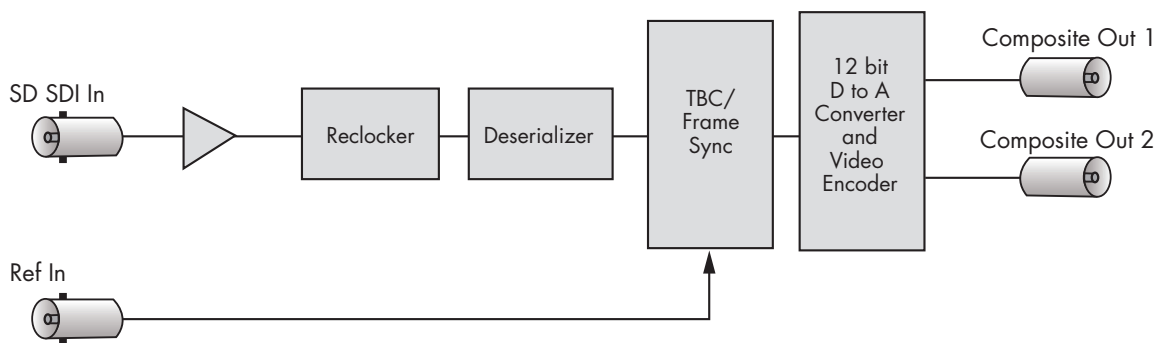 SD SDI In
Reclocker
Deserializer
TBC/
Frame
Sync
12 bit
D to A
Converter
and
Video
Encoder
Composite Out 1
Composite Out 2
Ref In